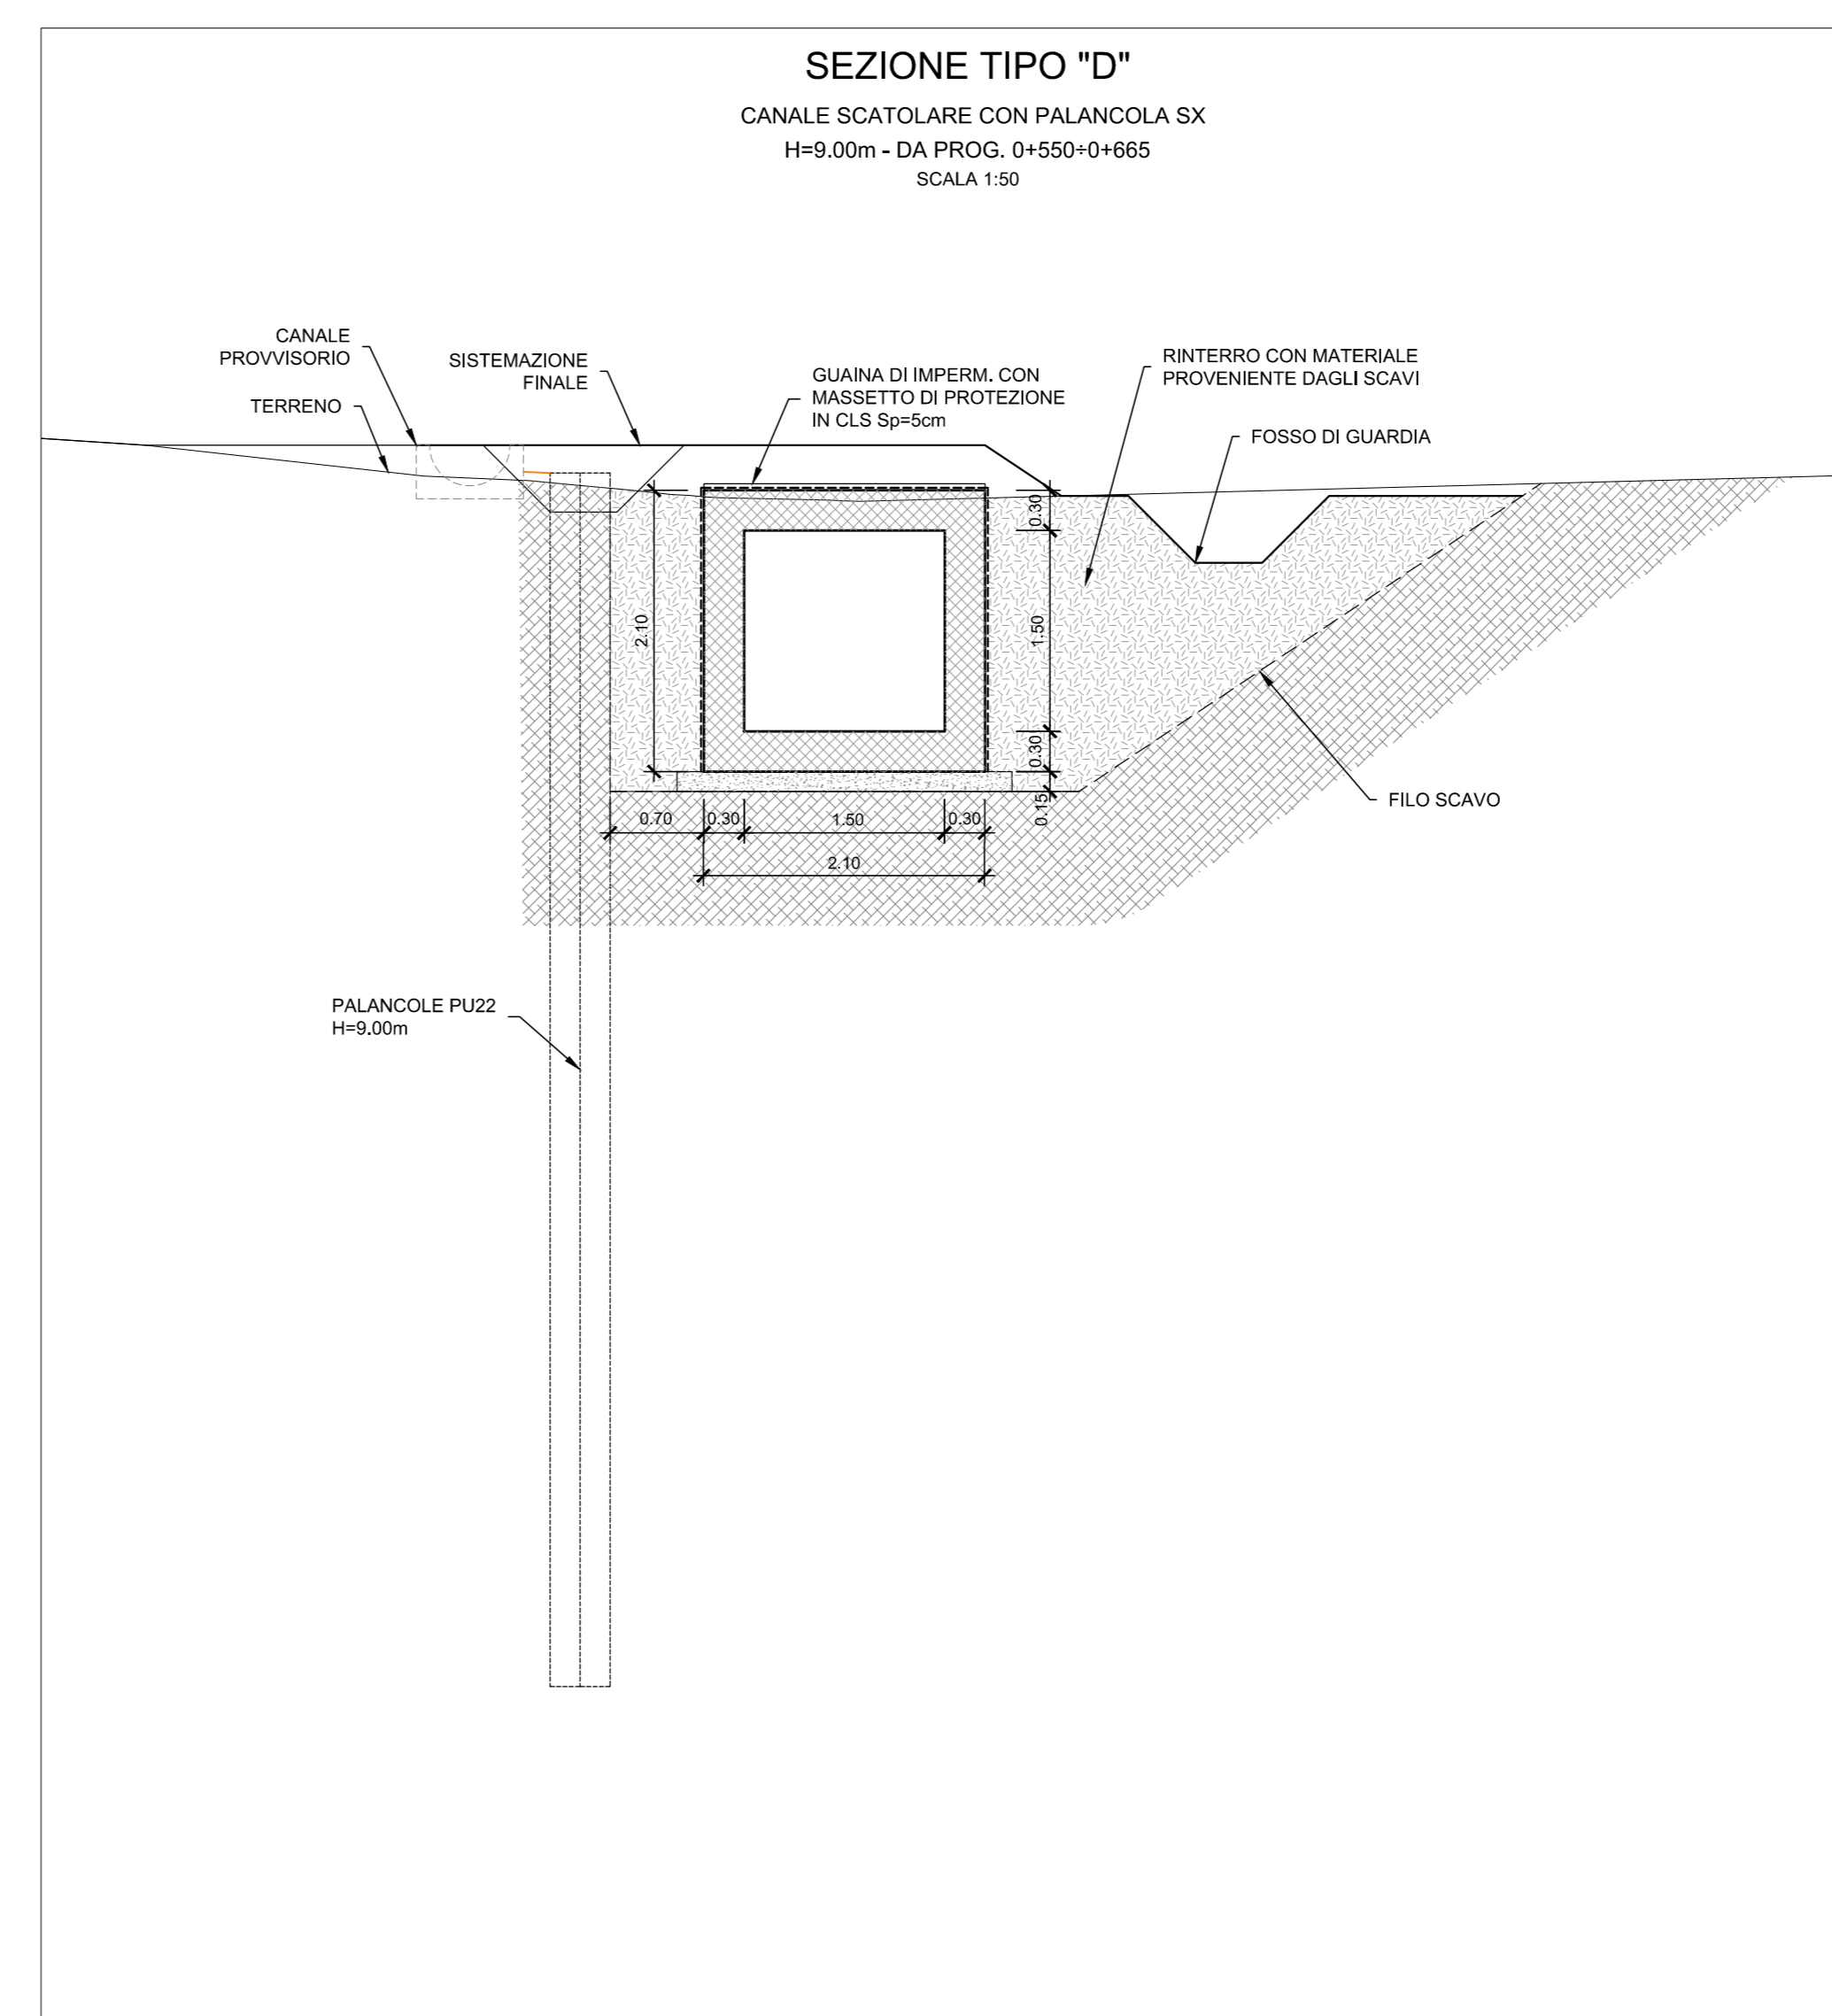 SEZIONE TIPO "D"
CANALE SCATOLARE CON PALANCOLA SX
H=9.00m - DA PROG. 0+550÷0+665
SCALA 1:50
CANALE
PROVVISORIO
TERRENO
SISTEMAZIONE
FINALE
GUAINA DI IMPERM. CON
MASSETTO DI PROTEZIONE
IN CLS Sp=5cm
RINTERRO CON MATERIALE
PROVENIENTE DAGLI SCAVI
FOSSO DI GUARDIA
0.30
2.10
1.50
0.30
0.15
FILO SCAVO
0.70
0.30
1.50
0.30
2.10
PALANCOLE PU22
H=9.00m